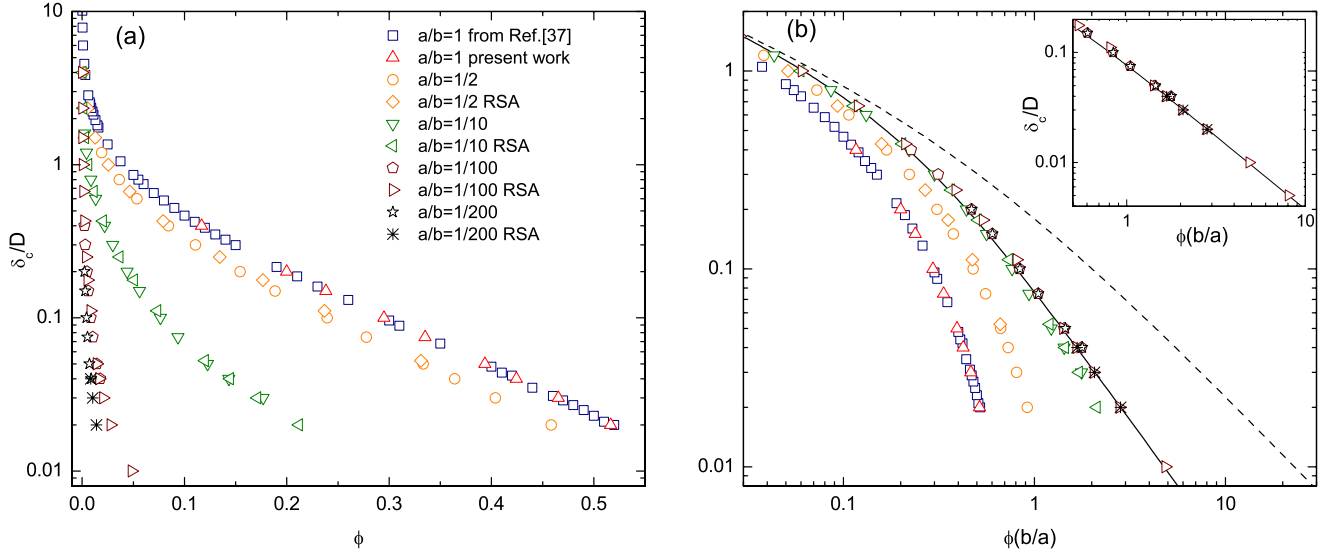 (a)
a/b=1 from Ref.[37]
a/b=1 present work
a/b=1/2
a/b=1/2 RSA
a/b=1/10
a/b=1/10 RSA
a/b=1/100
a/b=1/100 RSA
a/b=1/200
a/b=1/200 RSA
10
1
0.1
0.01
δc/D
0.0
0.1
0.2
0.3
0.4
0.5
ϕ
(b)
1
0.1
0.01
δc/D
0.1
1
10
ϕ(b/a)
0.1
0.01
δc/D
1
10
ϕ(b/a)